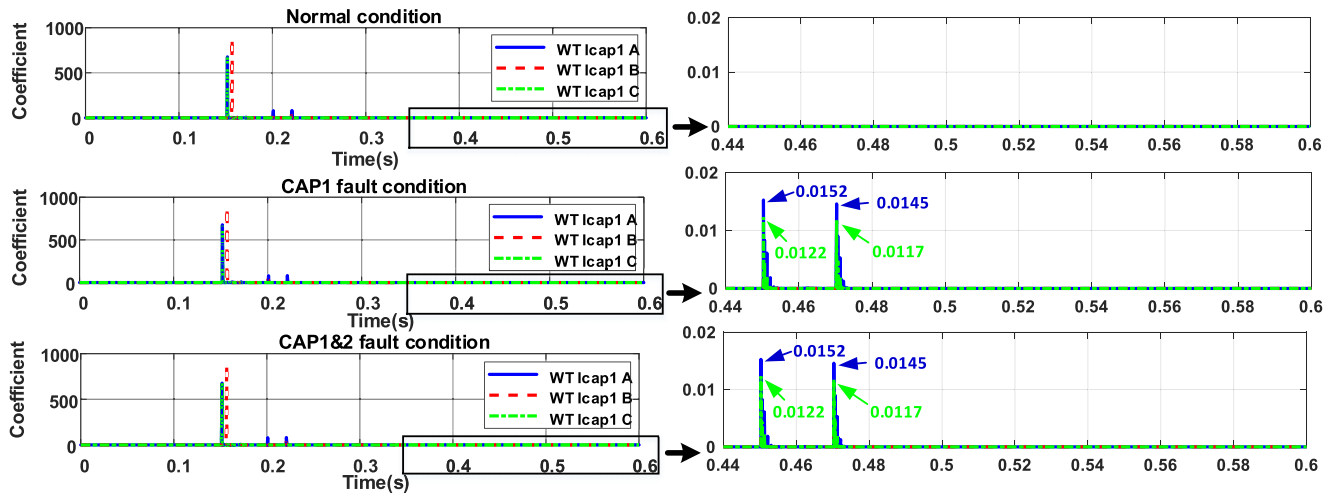 Normal condition
1000
500
0
Coefficient
WT Icap1 A
WT Icap1 B
WT Icap1 C
0 0.1 0.2 0.3 0.4 0.5 0.6
Time(s)
0.02
0.01
0
0.44 0.46 0.48 0.5 0.52 0.54 0.56 0.58 0.6
CAP1 fault condition
1000
500
0
Coefficient
WT Icap1 A
WT Icap1 B
WT Icap1 C
0 0.1 0.2 0.3 0.4 0.5 0.6
Time(s)
0.02
0.01
0
0.0152
0.0145
0.0122
0.0117
0.44 0.46 0.48 0.5 0.52 0.54 0.56 0.58 0.6
CAP1&2 fault condition
1000
500
0
Coefficient
WT Icap1 A
WT Icap1 B
WT Icap1 C
0 0.1 0.2 0.3 0.4 0.5 0.6
Time(s)
0.02
0.01
0
0.0152
0.0145
0.0122
0.0117
0.44 0.46 0.48 0.5 0.52 0.54 0.56 0.58 0.6